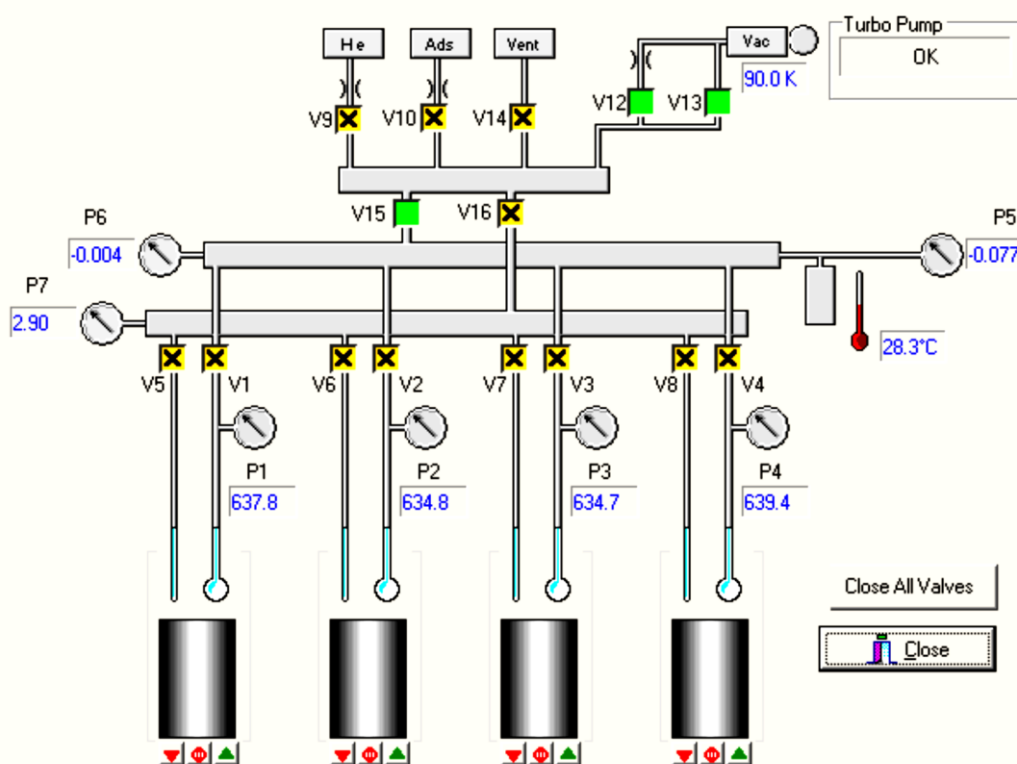 Turbo Pump
OK
He
Ads
Vent
Vac
90.0 K
V9
V10
V14
V12
V13
V15
V16
P6
-0.004
P5
-0.077
P7
2.90
28.3°C
V5
V1
V6
V2
V7
V3
V8
V4
P1
637.8
P2
634.8
P3
634.7
P4
639.4
Close All Valves
Close